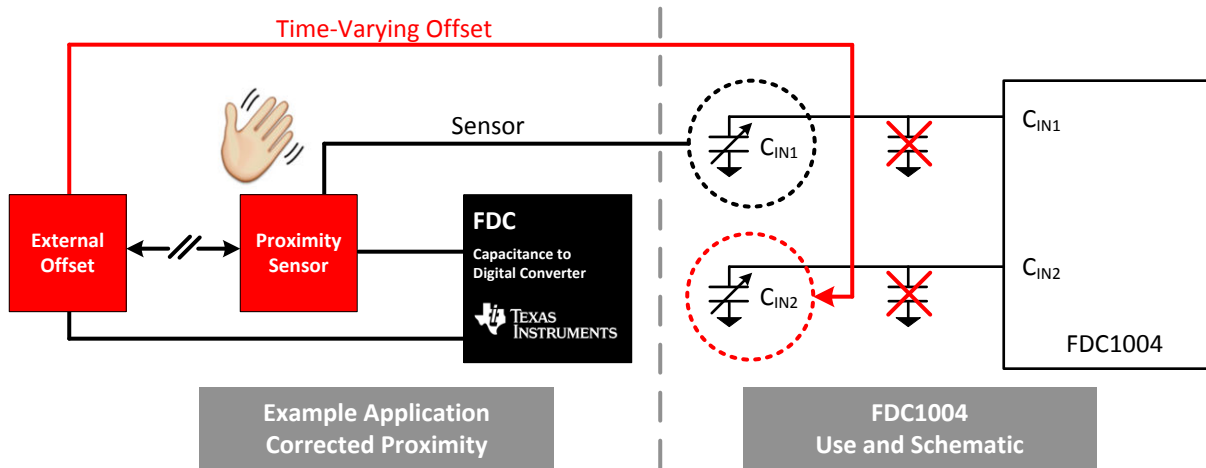 Time-Varying Offset
Sensor
External
Offset
Proximity
Sensor
FDC
Capacitance to
Digital Converter
TEXAS
INSTRUMENTS
Example Application
Corrected Proximity
CIN1
CIN1
CIN2
CIN2
FDC1004
FDC1004
Use and Schematic